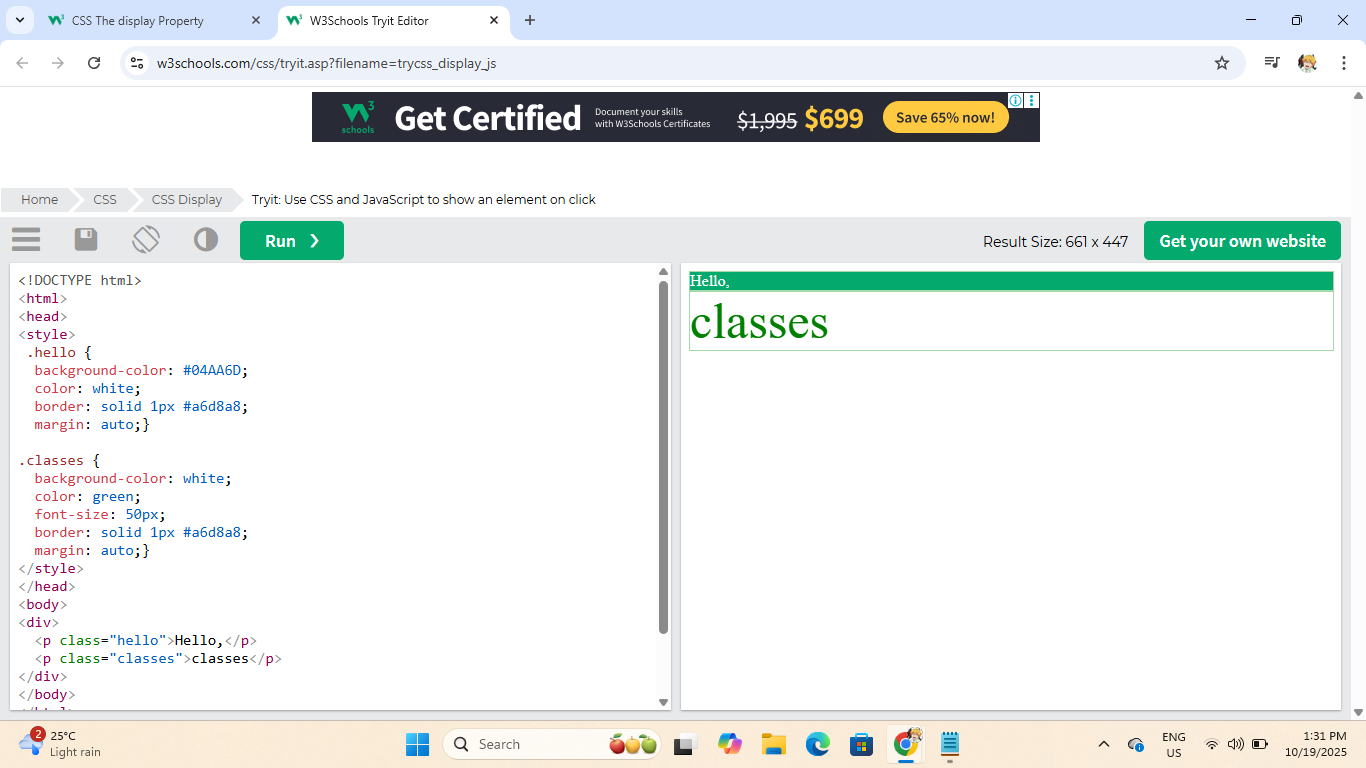 CSS The display Property
W3Schools Tryit Editor
w3schools.com/css/tryit.asp?filename=trycss_display_js
W3 schools
Get Certified
Document your skills
with W3Schools Certificates
$1,995 $699
Save 65% now!
Home
CSS
CSS Display
Tryit: Use CSS and JavaScript to show an element on click
Run ❯
Result Size: 661 x 447
Get your own website
<!DOCTYPE html>
<html>
<head>
<style>
 .hello {
  background-color: #04AA6D;
  color: white;
  border: solid 1px #a6d8a8;
  margin: auto;}
.classes {
  background-color: white;
  color: green;
  font-size: 50px;
  border: solid 1px #a6d8a8;
  margin: auto;}
</style>
</head>
<body>
<div>
  <p class="hello">Hello,</p>
  <p class="classes">classes</p>
</div>
</body>
Hello,
classes
2
25°C
Light rain
Search
ENG
US
1:31 PM
10/19/2025